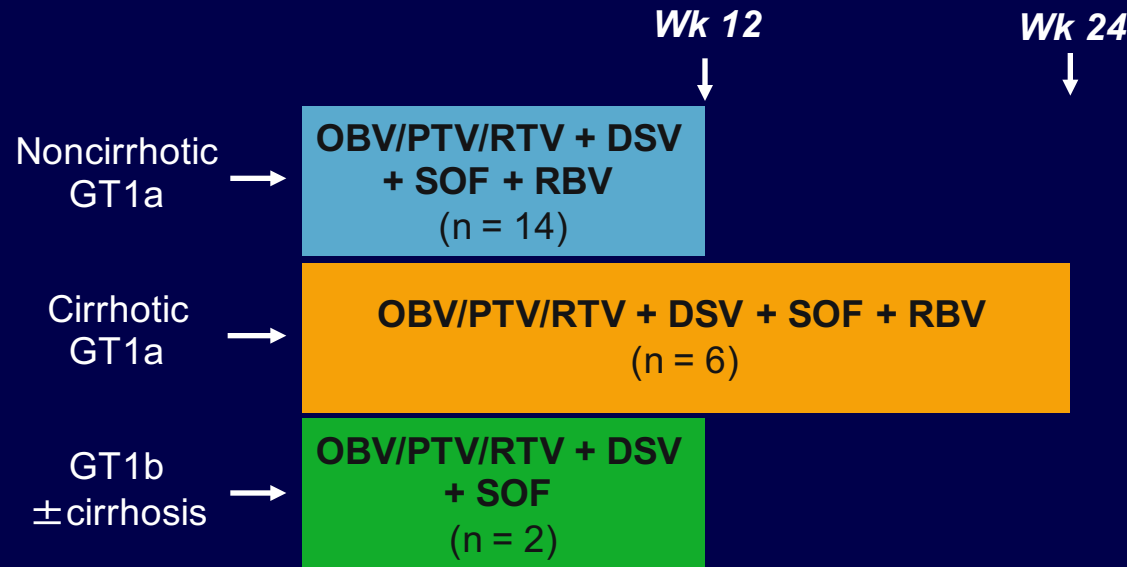 Wk 12
Wk 24
Noncirrhotic
GT1a
OBV/PTV/RTV + DSV
+ SOF + RBV
(n = 14)
Cirrhotic
GT1a
OBV/PTV/RTV + DSV + SOF + RBV
(n = 6)
GT1b
±cirrhosis
OBV/PTV/RTV + DSV
+ SOF
(n = 2)